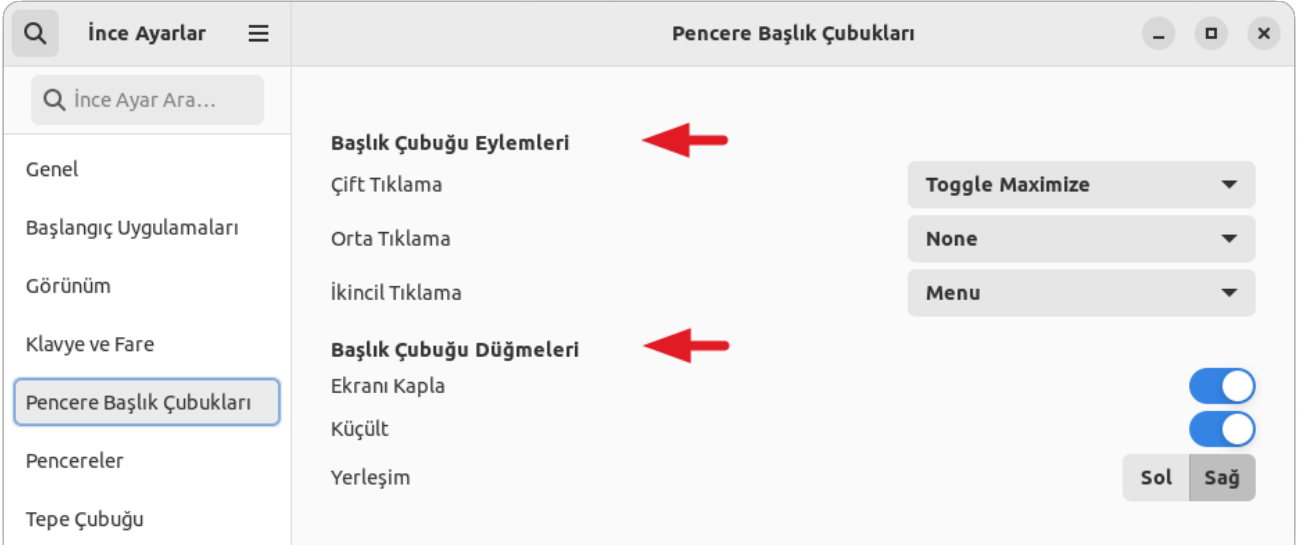 İnce Ayarlar
Pencere Başlık Çubukları
İnce Ayar Ara...
Genel
Başlangıç Uygulamaları
Görünüm
Klavye ve Fare
Pencere Başlık Çubukları
Pencereler
Tepe Çubuğu
Başlık Çubuğu Eylemleri
Çift Tıklama Toggle Maximize
Orta Tıklama None
İkincil Tıklama Menu
Başlık Çubuğu Düğmeleri
Ekranı Kapla
Küçült
Yerleşim Sol Sağ